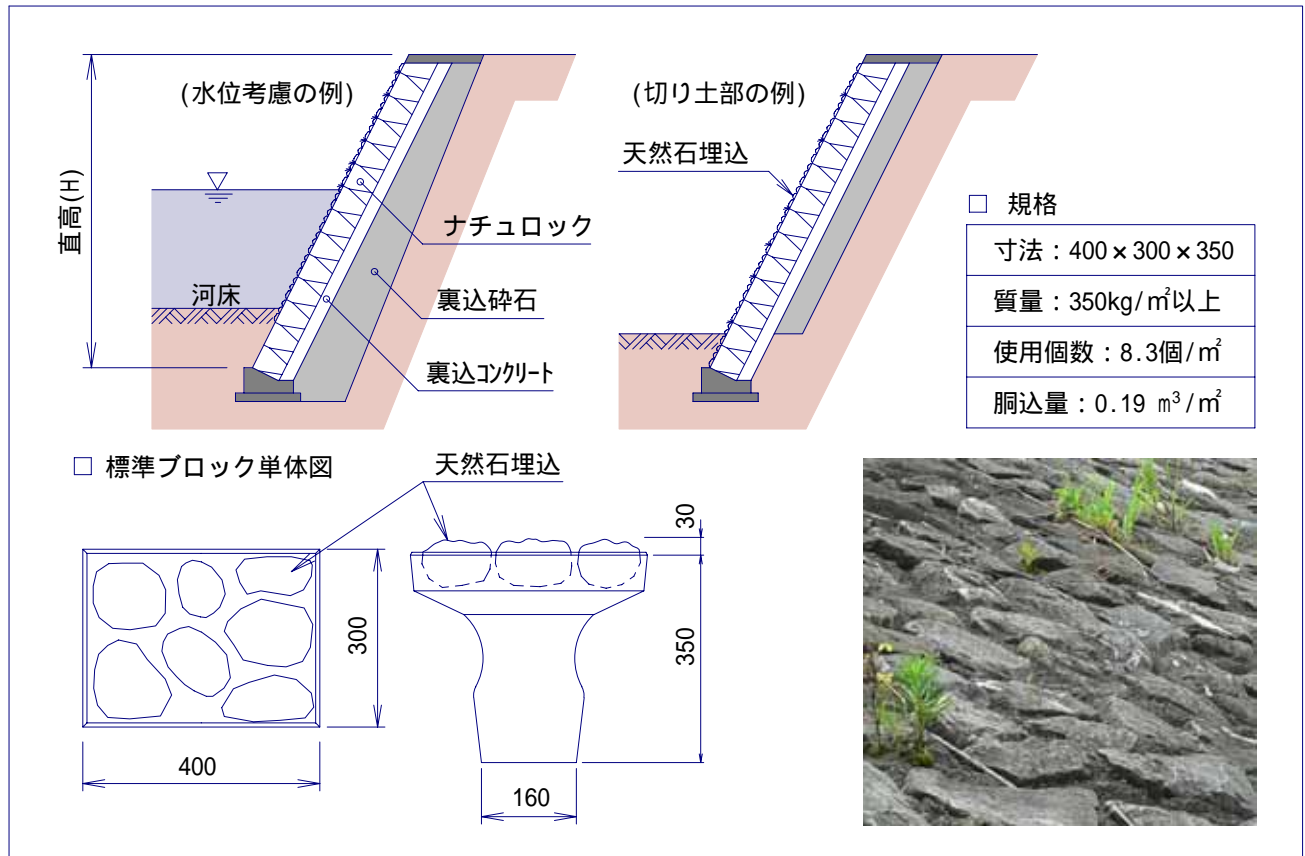 (水位考慮の例)
直高(H)
河床
ナチュロック
裏込砕石
裏込ｺﾝｸﾘｰﾄ
(切り土部の例)
天然石埋込
□ 規格
寸法：400×300×350
質量：350kg/㎡以上
使用個数：8.3個/㎡
胴込量：0.19 m³/㎡
□ 標準ブロック単体図
天然石埋込
300
400
30
350
160